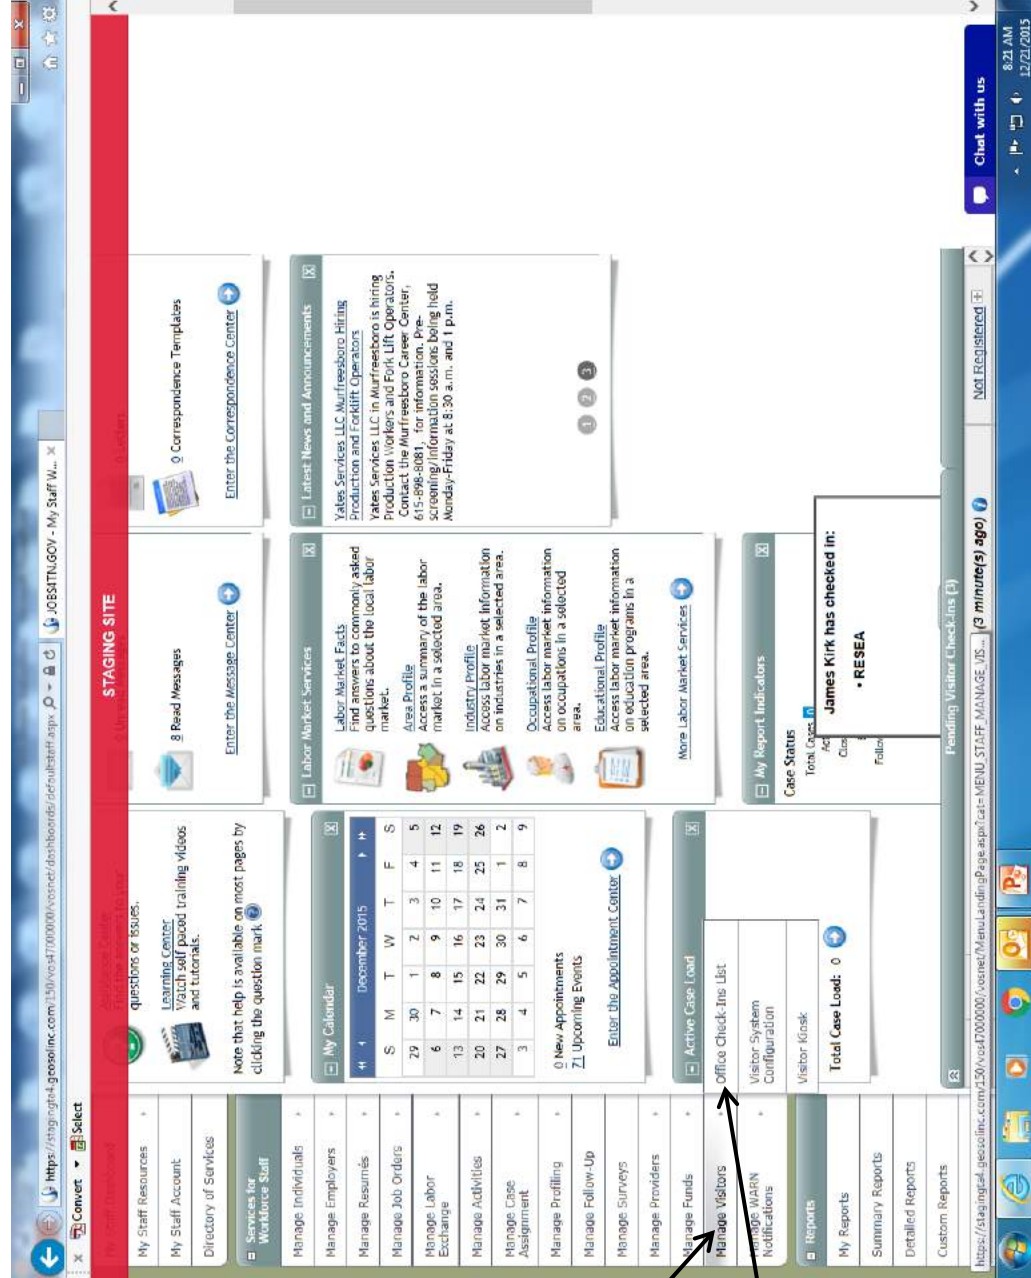 https://stagingta4.geosolinc.com/150/vos47000000/vosnet/dashboards/defaultstaff.aspx
JOBS4TN.GOV - My Staff W...
x Convert Select
STAGING SITE
My Staff Resources
My Staff Account
Directory of Services
Services for
Workforce Staff
Manage Individuals
Manage Employers
Manage Resumés
Manage Job Orders
Manage Labor
Exchange
Manage Activities
Manage Case
Assignment
Manage Profiling
Manage Follow-Up
Manage Surveys
Manage Providers
Manage Funds
Manage Visitors
Manage WARN
Notifications
Reports
My Reports
Summary Reports
Detailed Reports
Custom Reports
Office Check-Ins List
Visitor System
Configuration
Visitor Kiosk
questions or issues.
Learning Center
Watch self paced training videos
and tutorials.
Note that help is available on most pages by
clicking the question mark
My Calendar
December 2015
S M T W T F S
29 30 1 2 3 4 5
6 7 8 9 10 11 12
13 14 15 16 17 18 19
20 21 22 23 24 25 26
27 28 29 30 31 1 2
3 4 5 6 7 8 9
0 New Appointments
71 Upcoming Events
Enter the Appointment Center
Active Case Load
Total Case Load: 0
8 Read Messages
Enter the Message Center
Labor Market Services
Labor Market Facts
Find answers to commonly asked
questions about the local labor
market.
Area Profile
Access a summary of the labor
market in a selected area.
Industry Profile
Access labor market information
on industries in a selected area.
Occupational Profile
Access labor market information
on occupations in a selected
area.
Educational Profile
Access labor market information
on education programs in a
selected area.
More Labor Market Services
My Report Indicators
Case Status
Total Cases 0
Clos
Follow
James Kirk has checked in:
• RESEA
0 Correspondence Templates
Enter the Correspondence Center
Latest News and Announcements
Yates Services LLC Murfreesboro Hiring
Production and Forklift Operators
Yates Services LLC in Murfreesboro is hiring
Production Workers and Fork Lift Operators.
Contact the Murfreesboro Career Center,
615-898-8081, for information. Pre-
screening/information sessions being held
Monday-Friday at 8:30 a.m. and 1 p.m.
1 2 3
Pending Visitor Check-Ins (3)
(3 minute(s) ago)
Not Registered
https://stagingta4.geosolinc.com/150/vos47000000/vosnet/MenuLandingPage.aspx?cat=MENU_STAFF_MANAGE_VIS...
Chat with us
8:21 AM
12/21/2015